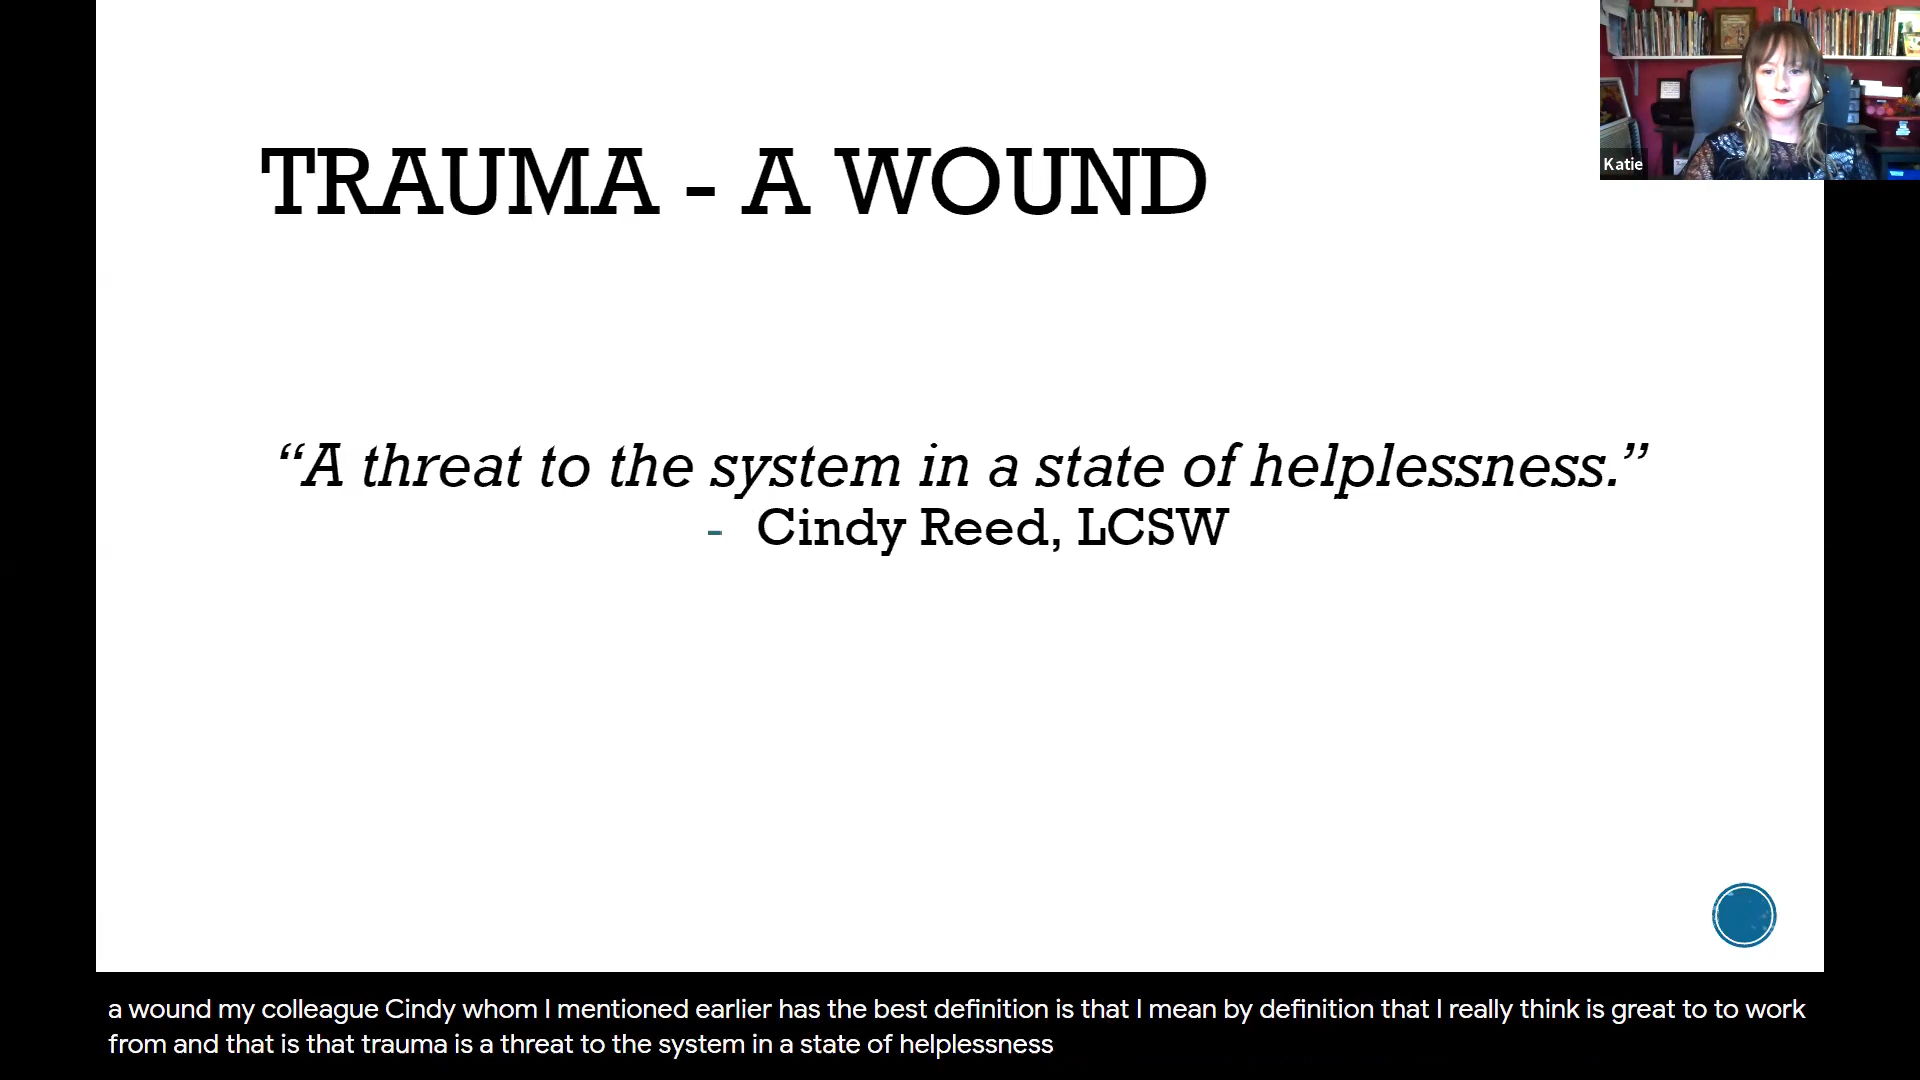 TRAUMA - A WOUND
Katie
“A threat to the system in a state of helplessness.”
- Cindy Reed, LCSW
a wound my colleague Cindy whom I mentioned earlier has the best definition is that I mean by definition that I really think is great to to work
from and that is that trauma is a threat to the system in a state of helplessness